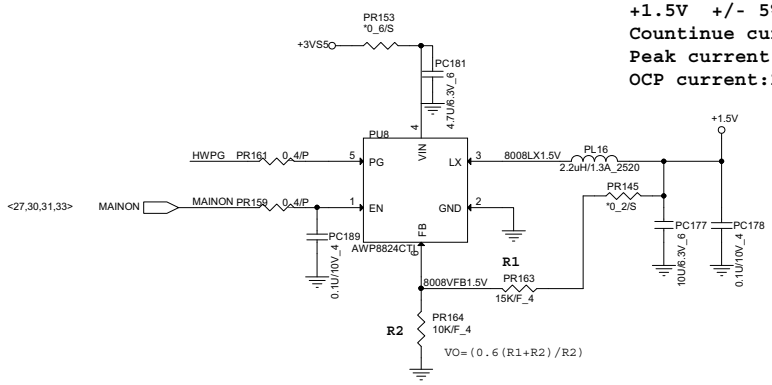 +1.5V +/- 5%
Countinue cu
Peak current
OCP current:
PR153
*0_6/S
+3VS5
PC181
4.7U/6.3V_6
+1.5V
4
VIN
PU8
HWPG PR161 0_4/P 5 PG
LX 3 8008LX1.5V PL16
2.2uH/1.3A_2520
PR145
*0_2/S
<27,30,31,33> MAINON MAINON PR159 0_4/P 1 EN
GND 2
FB
6
AWP8824CTL
PC189
0.1U/10V_4
PC177
10U/6.3V_6
PC178
0.1U/10V_4
R1
8008VFB1.5V PR163
15K/F_4
R2
PR164
10K/F_4
VO=(0.6(R1+R2)/R2)